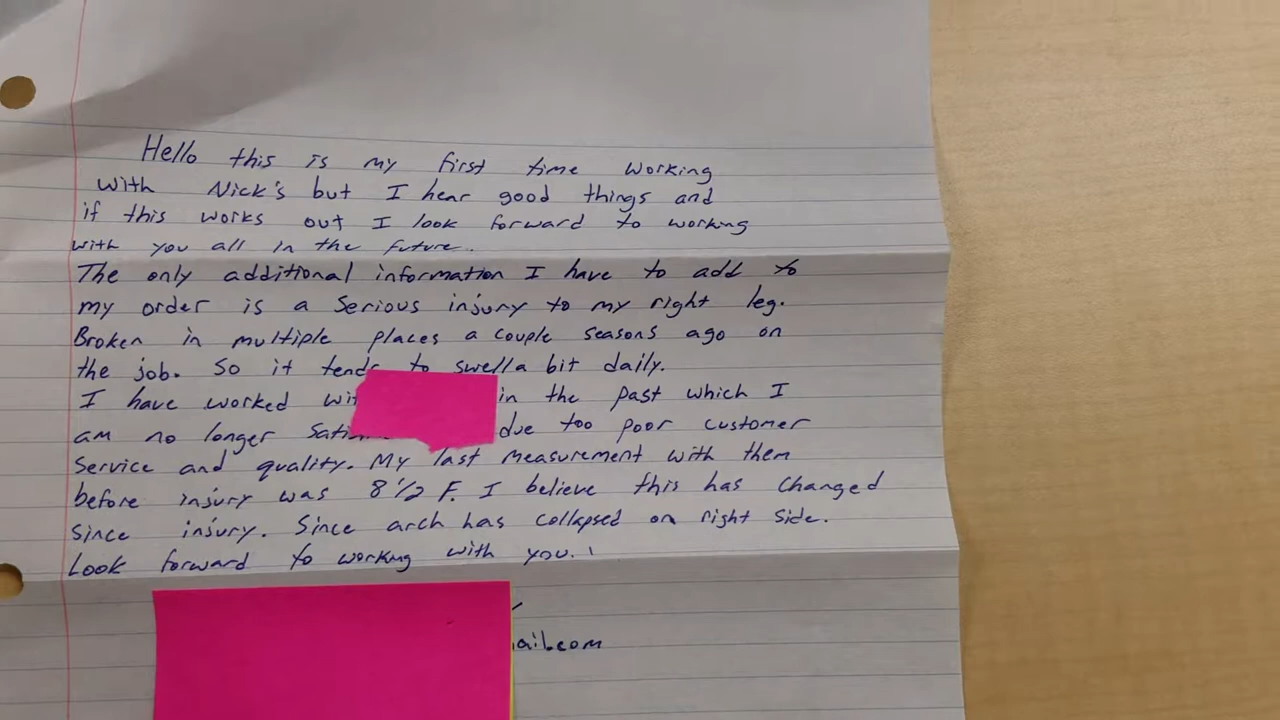 Hello this is my first time working
with Nick's but I hear good things and
if this works out I look forward to working
with you all in the future.
The only additional information I have to add to
my order is a serious injury to my right leg.
Broken in multiple places a couple seasons ago on
the job. So it tends to swell a bit daily.
I have worked wit in the past which I
am no longer sati due too poor customer
service and quality. My last measurement with them
before injury was 8 1/2 F. I believe this has changed
since injury. Since arch has collapsed on right side.
Look forward to working with you.!
ail.com